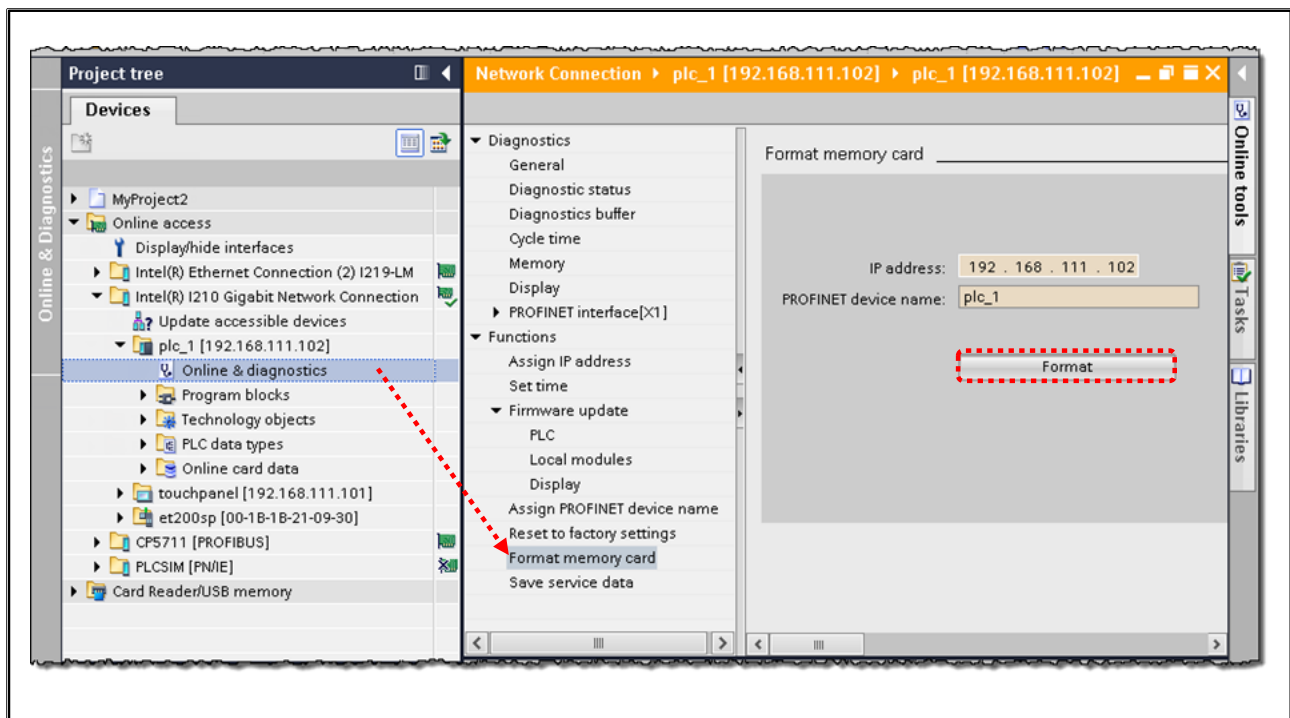 Online & Diagnostics
Project tree
Devices
MyProject2
Online access
Display/hide interfaces
Intel(R) Ethernet Connection (2) I219-LM
Intel(R) I210 Gigabit Network Connection
Update accessible devices
plc_1 [192.168.111.102]
Online & diagnostics
Program blocks
Technology objects
PLC data types
Online card data
touchpanel [192.168.111.101]
et200sp [00-1B-1B-21-09-30]
CP5711 [PROFIBUS]
PLCSIM [PN/IE]
Card Reader/USB memory
Network Connection plc_1 [192.168.111.102] plc_1 [192.168.111.102]
Diagnostics
General
Diagnostic status
Diagnostics buffer
Cycle time
Memory
Display
PROFINET interface[X1]
Functions
Assign IP address
Set time
Firmware update
PLC
Local modules
Display
Assign PROFINET device name
Reset to factory settings
Format memory card
Save service data
Format memory card
IP address: 192 . 168 . 111 . 102
PROFINET device name: plc_1
Format
Online tools
Tasks
Libraries